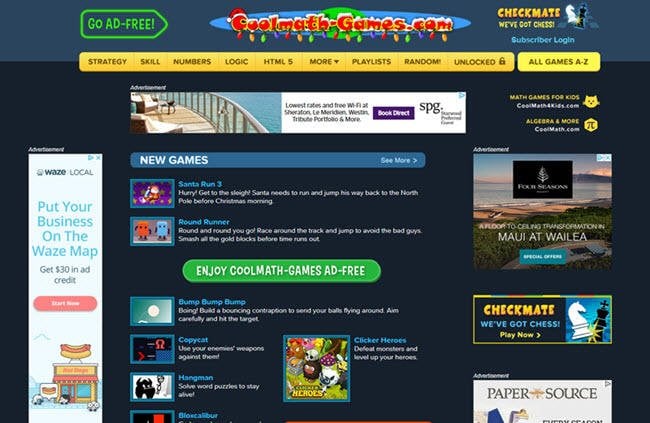 GO AD-FREE!
Coolmath-Games.com
CHECKMATE
WE'VE GOT CHESS!
Subscriber Login
STRATEGY SKILL NUMBERS LOGIC HTML 5 MORE PLAYLISTS RANDOM! UNLOCKED ALL GAMES A-Z
Advertisement
Lowest rates and free Wi-Fi at
Sheraton, Le Meridien, Westin,
Tribute Portfolio & More.
Book Direct
spg.
Starwood
Preferred
Guest
MATH GAMES FOR KIDS
CoolMath4Kids.com
ALGEBRA & MORE
CoolMath.com
Advertisement
waze LOCAL
Put Your
Business
On The
Waze Map
Get $30 in ad
credit
Start Now
Hot Dogs
NEW GAMES See More >
Santa Run 3
Hurry! Get to the sleigh! Santa needs to run and jump his way back to the North
Pole before Christmas morning.
Round Runner
Round and round you go! Race around the track and jump to avoid the bad guys.
Smash all the gold blocks before time runs out.
ENJOY COOLMATH-GAMES AD-FREE
Bump Bump Bump
Boing! Build a bouncing contraption to send your balls flying around. Aim
carefully and hit the target.
Copycat
Use your enemies' weapons
against them!
Hangman
Solve word puzzles to stay
alive!
Bloxcalibur
CLICKER
HEROES
Clicker Heroes
Defeat monsters and
level up your heroes.
Advertisement
FOUR SEASONS
A FLOOR-TO-CEILING TRANSFORMATION IN
MAUI AT WAILEA
SPECIAL OFFERS
CHECKMATE
WE'VE GOT CHESS!
Play Now >
Advertisement
PAPER SOURCE
EVERY SEASON